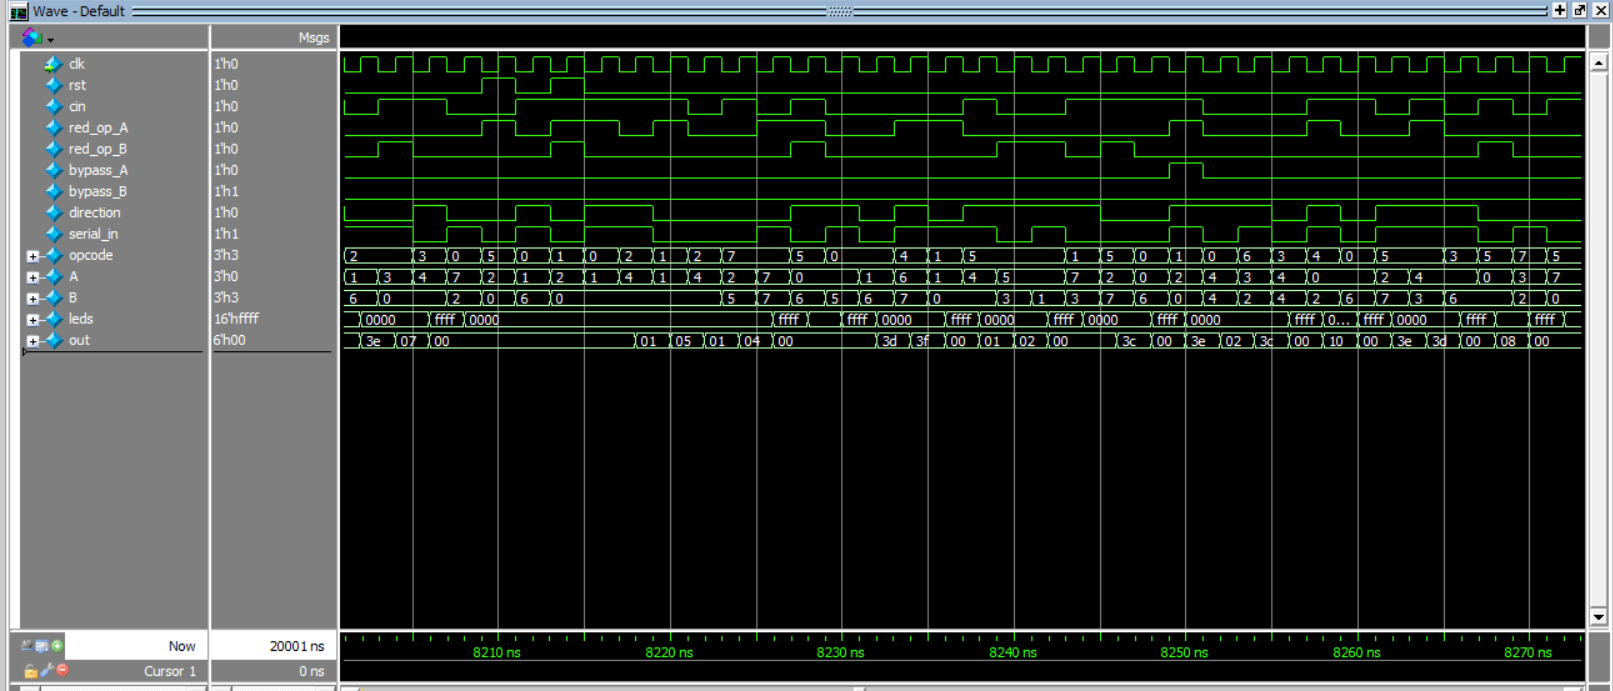 Wave - Default
Msgs
clk 1'h0
rst 1'h0
cin 1'h0
red_op_A 1'h0
red_op_B 1'h0
bypass_A 1'h0
bypass_B 1'h1
direction 1'h0
serial_in 1'h1
opcode 3'h3 2 3 0 5 0 1 0 2 1 2 7 5 0 4 1 5 1 5 0 1 0 6 3 4 0 5 3 5 7 5
A 3'h0 1 3 4 7 2 1 2 1 4 1 4 2 7 0 1 6 1 4 5 7 2 0 2 4 3 4 0 2 4 0 3 7
B 3'h3 6 0 2 0 6 0 5 7 6 5 6 7 0 3 1 3 7 6 0 4 2 4 2 6 7 3 6 2 0
leds 16'hffff 0000 ffff 0000 ffff ffff 0000 ffff 0000 ffff 0000 ffff 0000 ffff 0... ffff 0000 ffff ffff
out 6'h00 3e 07 00 01 05 01 04 00 3d 3f 00 01 02 00 3c 00 3e 02 3c 00 10 00 3e 3d 00 08 00
Now 20001 ns 8210 ns 8220 ns 8230 ns 8240 ns 8250 ns 8260 ns 8270 ns
Cursor 1 0 ns